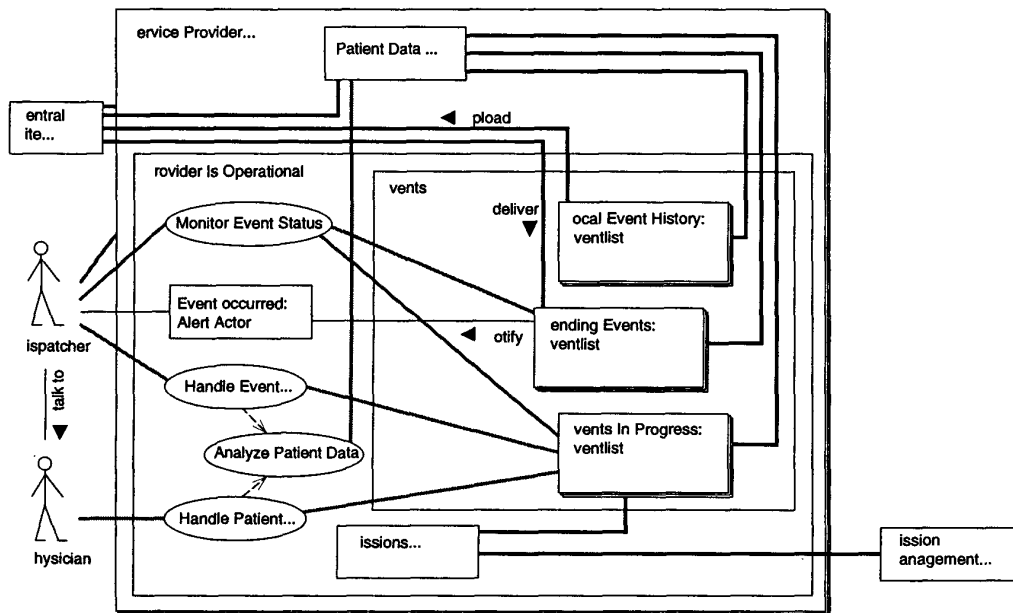 ervice Provider...
Patient Data ...
entral
ite...
pload
rovider Is Operational
vents
deliver
ocal Event History:
ventlist
Monitor Event Status
Event occurred:
Alert Actor
otify
ending Events:
ventlist
ispatcher
talk to
Handle Event...
vents In Progress:
ventlist
Analyze Patient Data
Handle Patient...
hysician
issions...
ission
anagement...